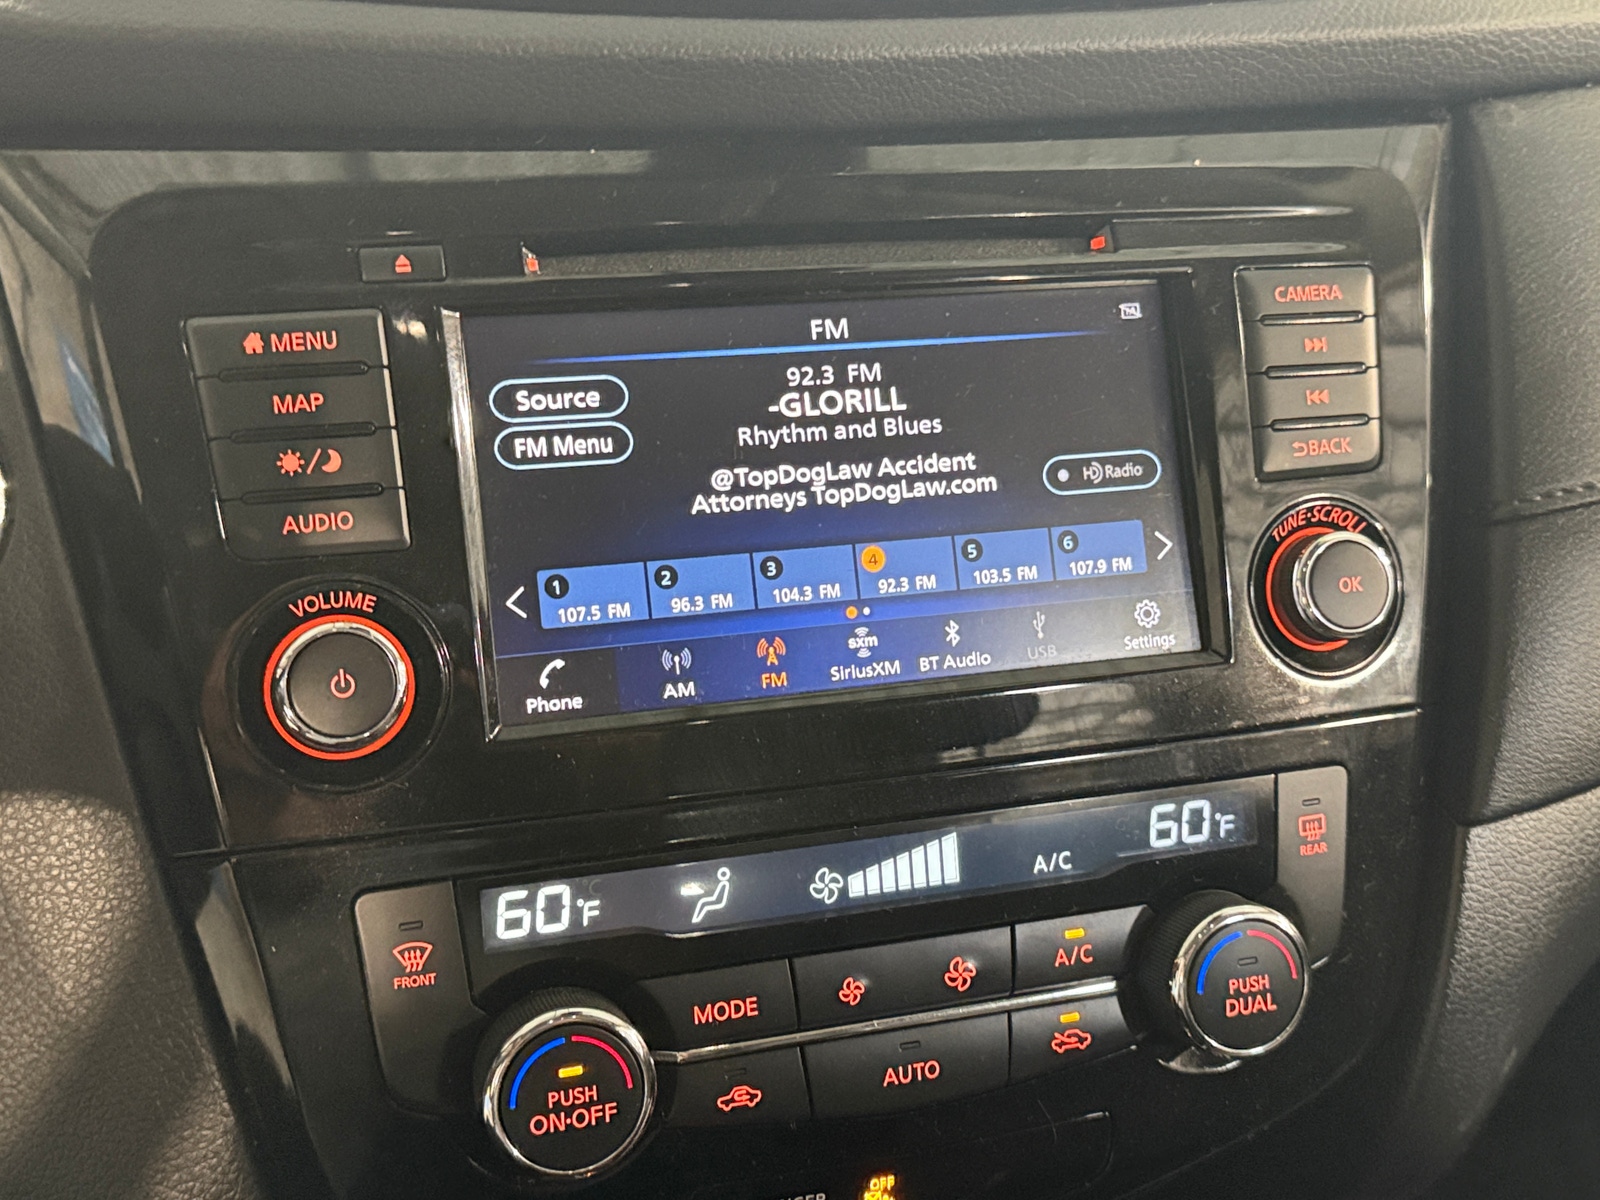 CAMERA
MENU
MAP
AUDIO
BACK
TUNE·SCROLL
OK
VOLUME
FM
92.3 FM
-GLORILL
Rhythm and Blues
Source
FM Menu
@TopDogLaw Accident
Attorneys TopDogLaw.com
HD Radio
1
107.5 FM
2
96.3 FM
3
104.3 FM
4
92.3 FM
5
103.5 FM
6
107.9 FM
Phone
AM
FM
sxm
SiriusXM
BT Audio
USB
Settings
60°F
A/C
60°F
FRONT
REAR
MODE
A/C
AUTO
PUSH
ON·OFF
PUSH
DUAL
OFF